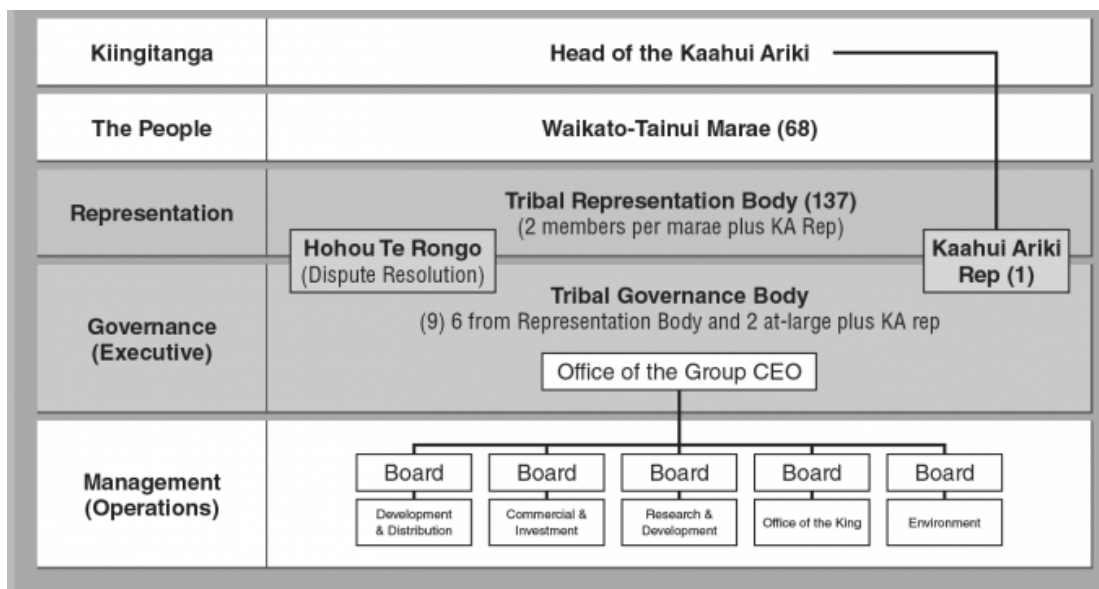 Kiingitanga
Head of the Kaahui Ariki
The People
Waikato-Tainui Marae (68)
Representation
Tribal Representation Body (137)
(2 members per marae plus KA Rep)
Hohou Te Rongo
(Dispute Resolution)
Kaahui Ariki
Rep (1)
Governance
(Executive)
Tribal Governance Body
(9) 6 from Representation Body and 2 at-large plus KA rep
Office of the Group CEO
Management
(Operations)
Board
Board
Board
Board
Board
Development
& Distribution
Commercial &
Investment
Research &
Development
Office of the King
Environment